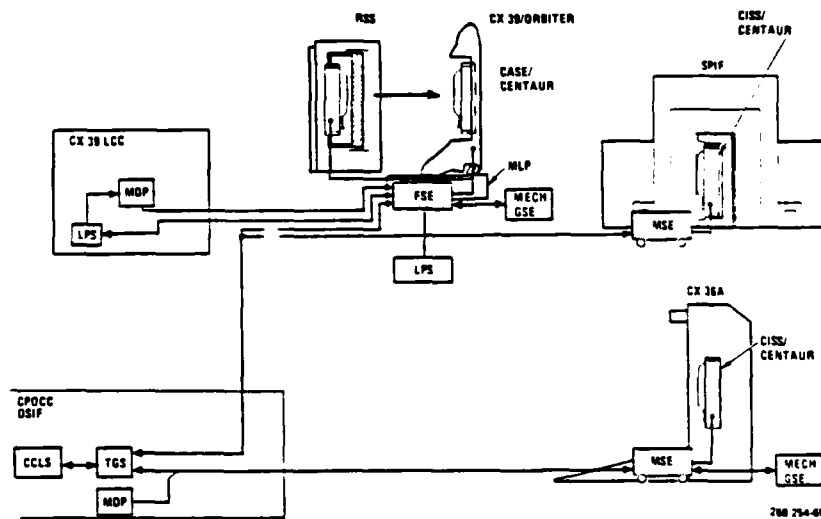 RSS
CX 39/ORBITER
CISS/
CENTAUR
CASE/
CENTAUR
SPIF
CX 39 LCC
MDP
MLP
FSE
MECH
GSE
LPS
MSE
LPS
CX 36A
CISS/
CENTAUR
CPOCC
DSIF
CCLS
TGS
MSE
MECH
GSE
MDP